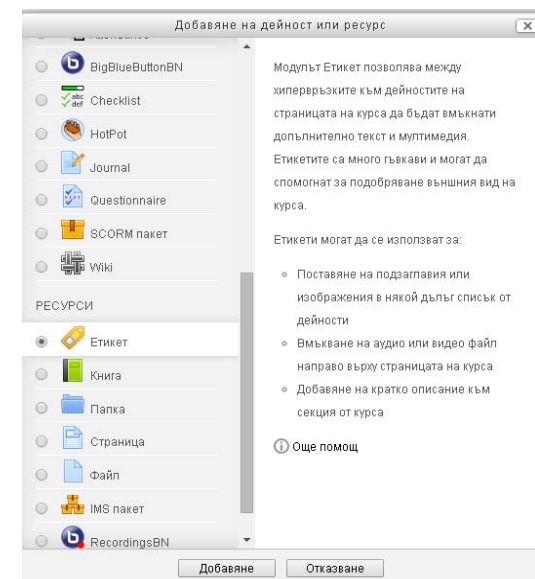 Добавяне на дейност или ресурс
BigBlueButtonBN
Checklist
HotPot
Journal
Questionnaire
SCORM пакет
Wiki
РЕСУРСИ
Етикет
Книга
Папка
Страница
Файл
IMS пакет
RecordingsBN
Модулът Етикет позволява между
хипервръзките към дейностите на
страницата на курса да бъдат вмъкнати
допълнително текст и мултимедия.
Етикетите са много гъвкави и могат да
спомогнат за подобряване външния вид на
курса.
Етикети могат да се използват за:
Поставяне на подзаглавия или
изображения в някой дълъг списък от
дейности
Вмъкване на аудио или видео файл
направо върху страницата на курса
Добавяне на кратко описание към
секция от курса
Още помощ
Добавяне
Отказване